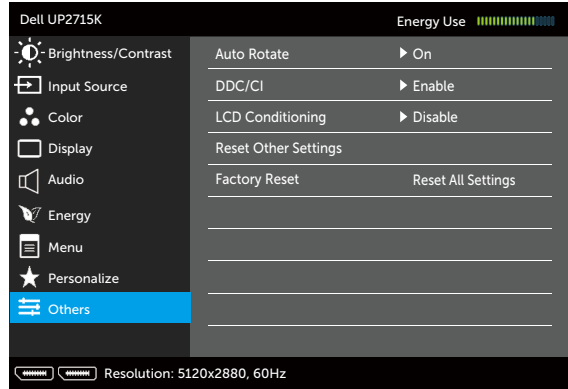 Dell UP2715K Energy Use
Brightness/Contrast
Input Source
Color
Display
Audio
Energy
Menu
Personalize
Others
Auto Rotate On
DDC/CI Enable
LCD Conditioning Disable
Reset Other Settings
Factory Reset Reset All Settings
Resolution: 5120x2880, 60Hz